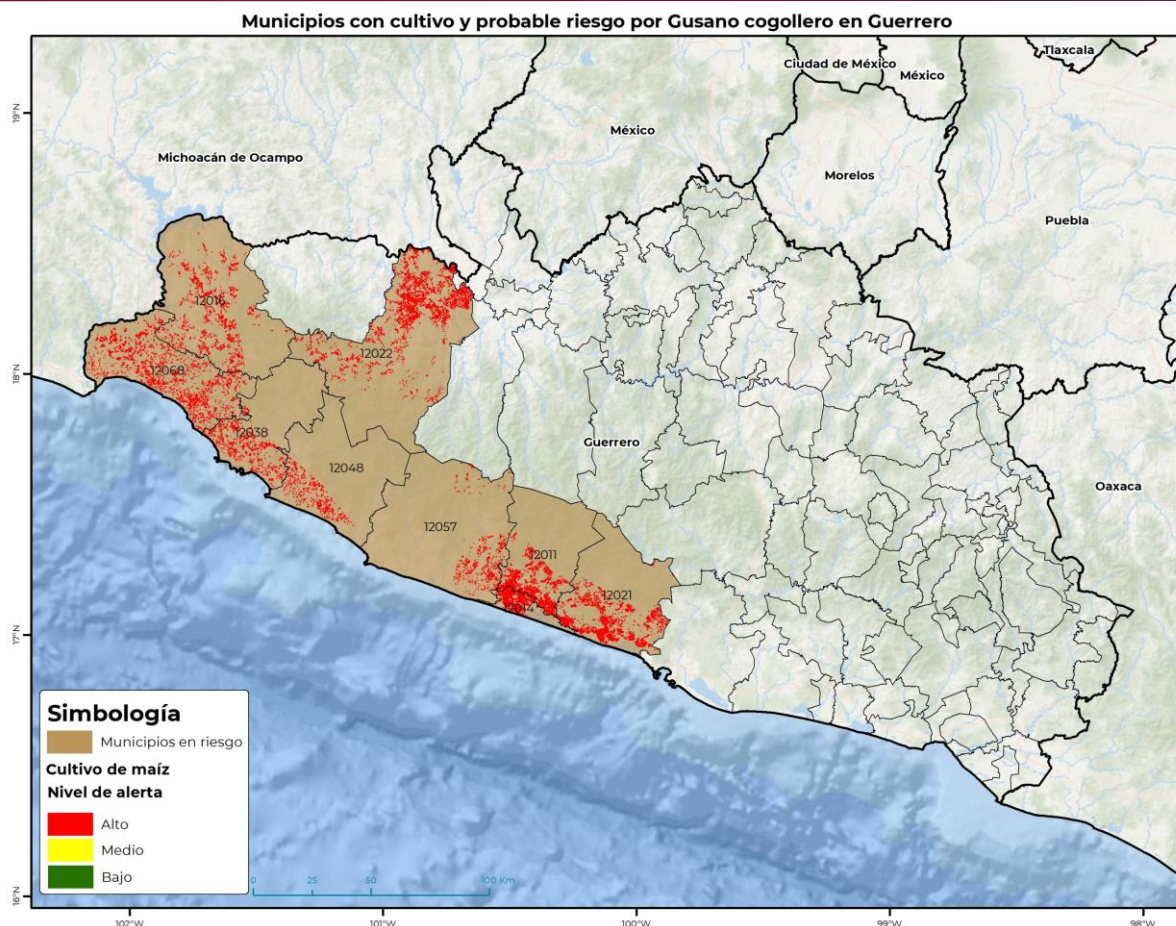 Municipios con cultivo y probable riesgo por Gusano cogollero en Guerrero
Tlaxcala
Ciudad de México
México
19°N
México
Michoacán de Ocampo
Morelos
Puebla
12016
12022
18°N
12068
12038
Guerrero
12048
Oaxaca
12057
12011
12021
12014
17°N
Simbología
Municipios en riesgo
Cultivo de maíz
Nivel de alerta
Alto
Medio
Bajo
0 25 50 100 Km
16°N
102°W 101°W 100°W 99°W 98°W